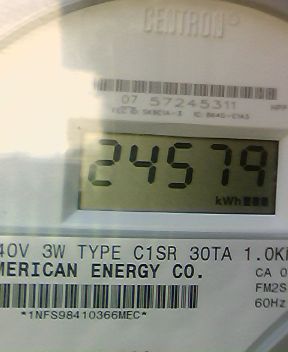 CENTRON®
07 57245311
24579
kWh
40V 3W TYPE C1SR 30TA 1.0K
MERICAN ENERGY CO.
CA 0
FM2S
60Hz
*1NFS98410366MEC*